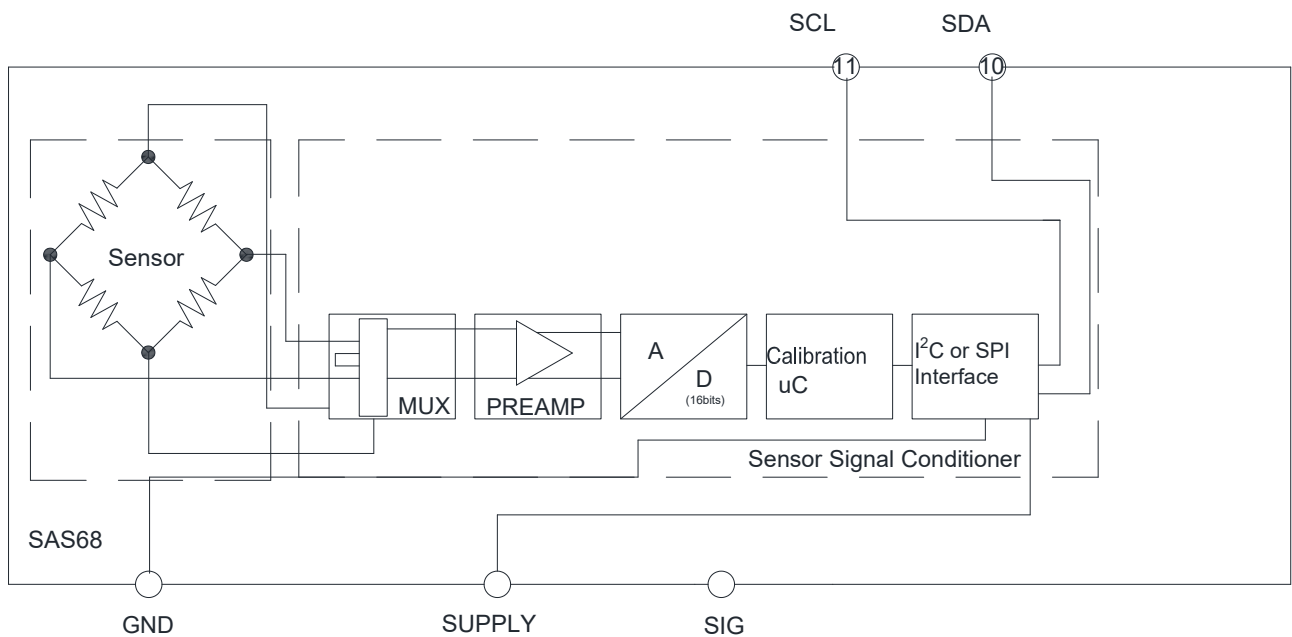 SCL
SDA
11
10
Sensor
A
D
(16bits)
Calibration
uC
I²C or SPI
Interface
MUX
PREAMP
Sensor Signal Conditioner
SAS68
GND
SUPPLY
SIG